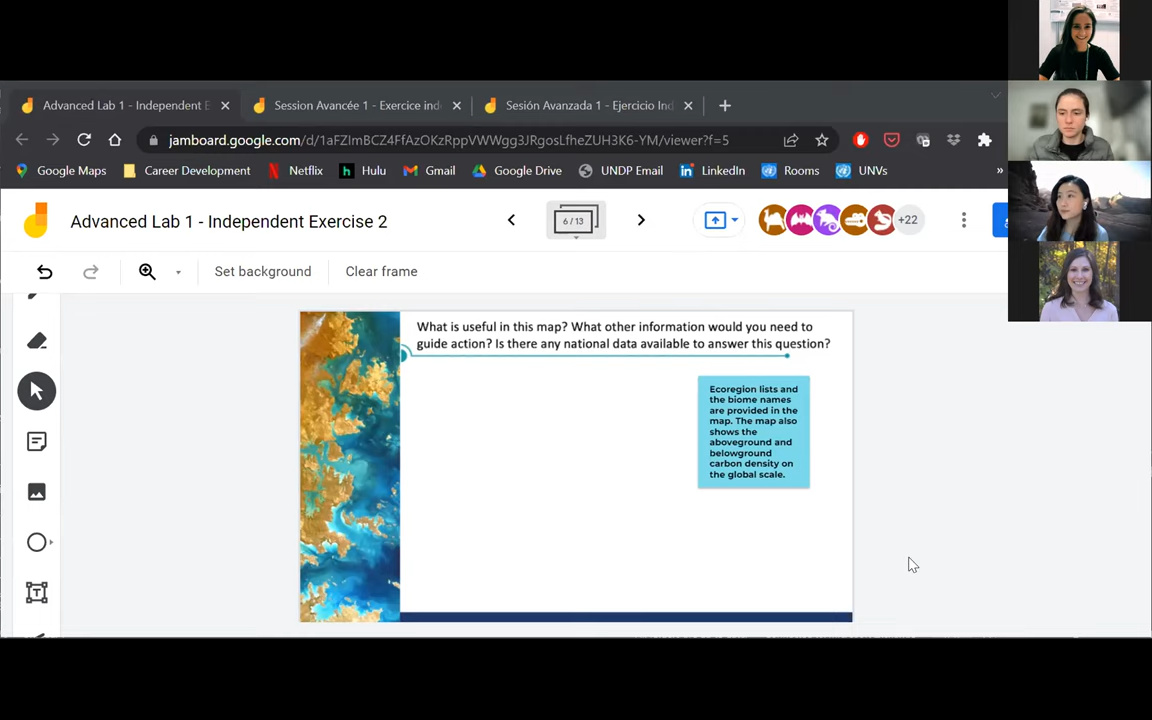 Advanced Lab 1 - Independent E
Session Avancée 1 - Exercice ind
Sesión Avanzada 1 - Ejercicio Ind
jamboard.google.com/d/1aFZImBCZ4FfAzOKzRppVWWgg3JRgosLfheZUH3K6-YM/viewer?f=5
Google Maps
Career Development
Netflix
Hulu
Gmail
Google Drive
UNDP Email
LinkedIn
Rooms
UNVs
»
Advanced Lab 1 - Independent Exercise 2
6 / 13
+22
Set background
Clear frame
What is useful in this map? What other information would you need to
guide action? Is there any national data available to answer this question?
Ecoregion lists and
the biome names
are provided in the
map. The map also
shows the
aboveground and
belowground
carbon density on
the global scale.